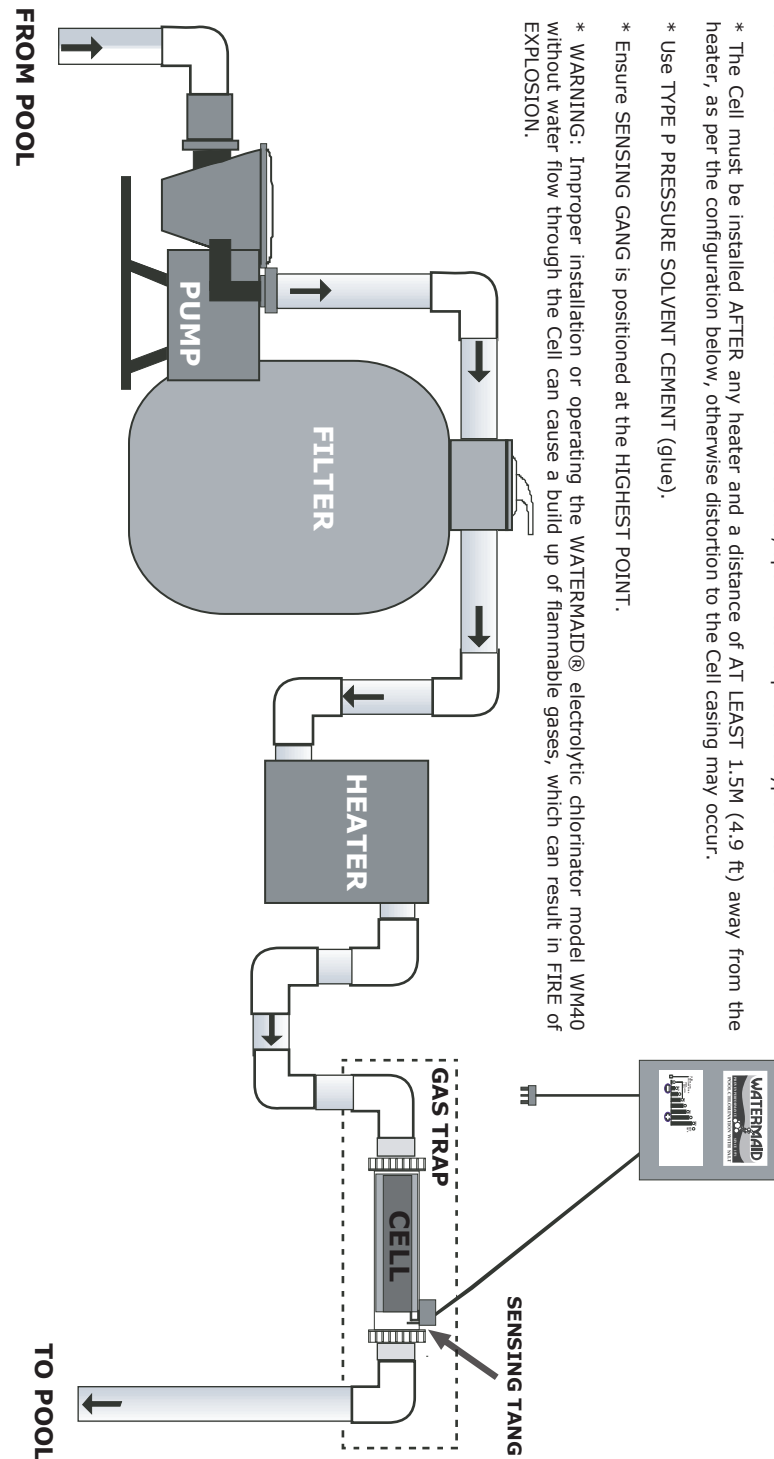 * The Cell must be installed AFTER any heater and a distance of AT LEAST 1.5M (4.9 ft) away from the
heater, as per the configuration below, otherwise distortion to the Cell casing may occur.
* Use TYPE P PRESSURE SOLVENT CEMENT (glue).
* Ensure SENSING GANG is positioned at the HIGHEST POINT.
* WARNING: Improper installation or operating the WATERMAID® electrolytic chlorinator model WM40
without water flow through the Cell can cause a build up of flammable gases, which can result in FIRE of
EXPLOSION.
WATERMAID
POOL CHLORINATION WITH SALT
SENSING TANG
GAS TRAP
CELL
HEATER
FILTER
PUMP
FROM POOL
TO POOL